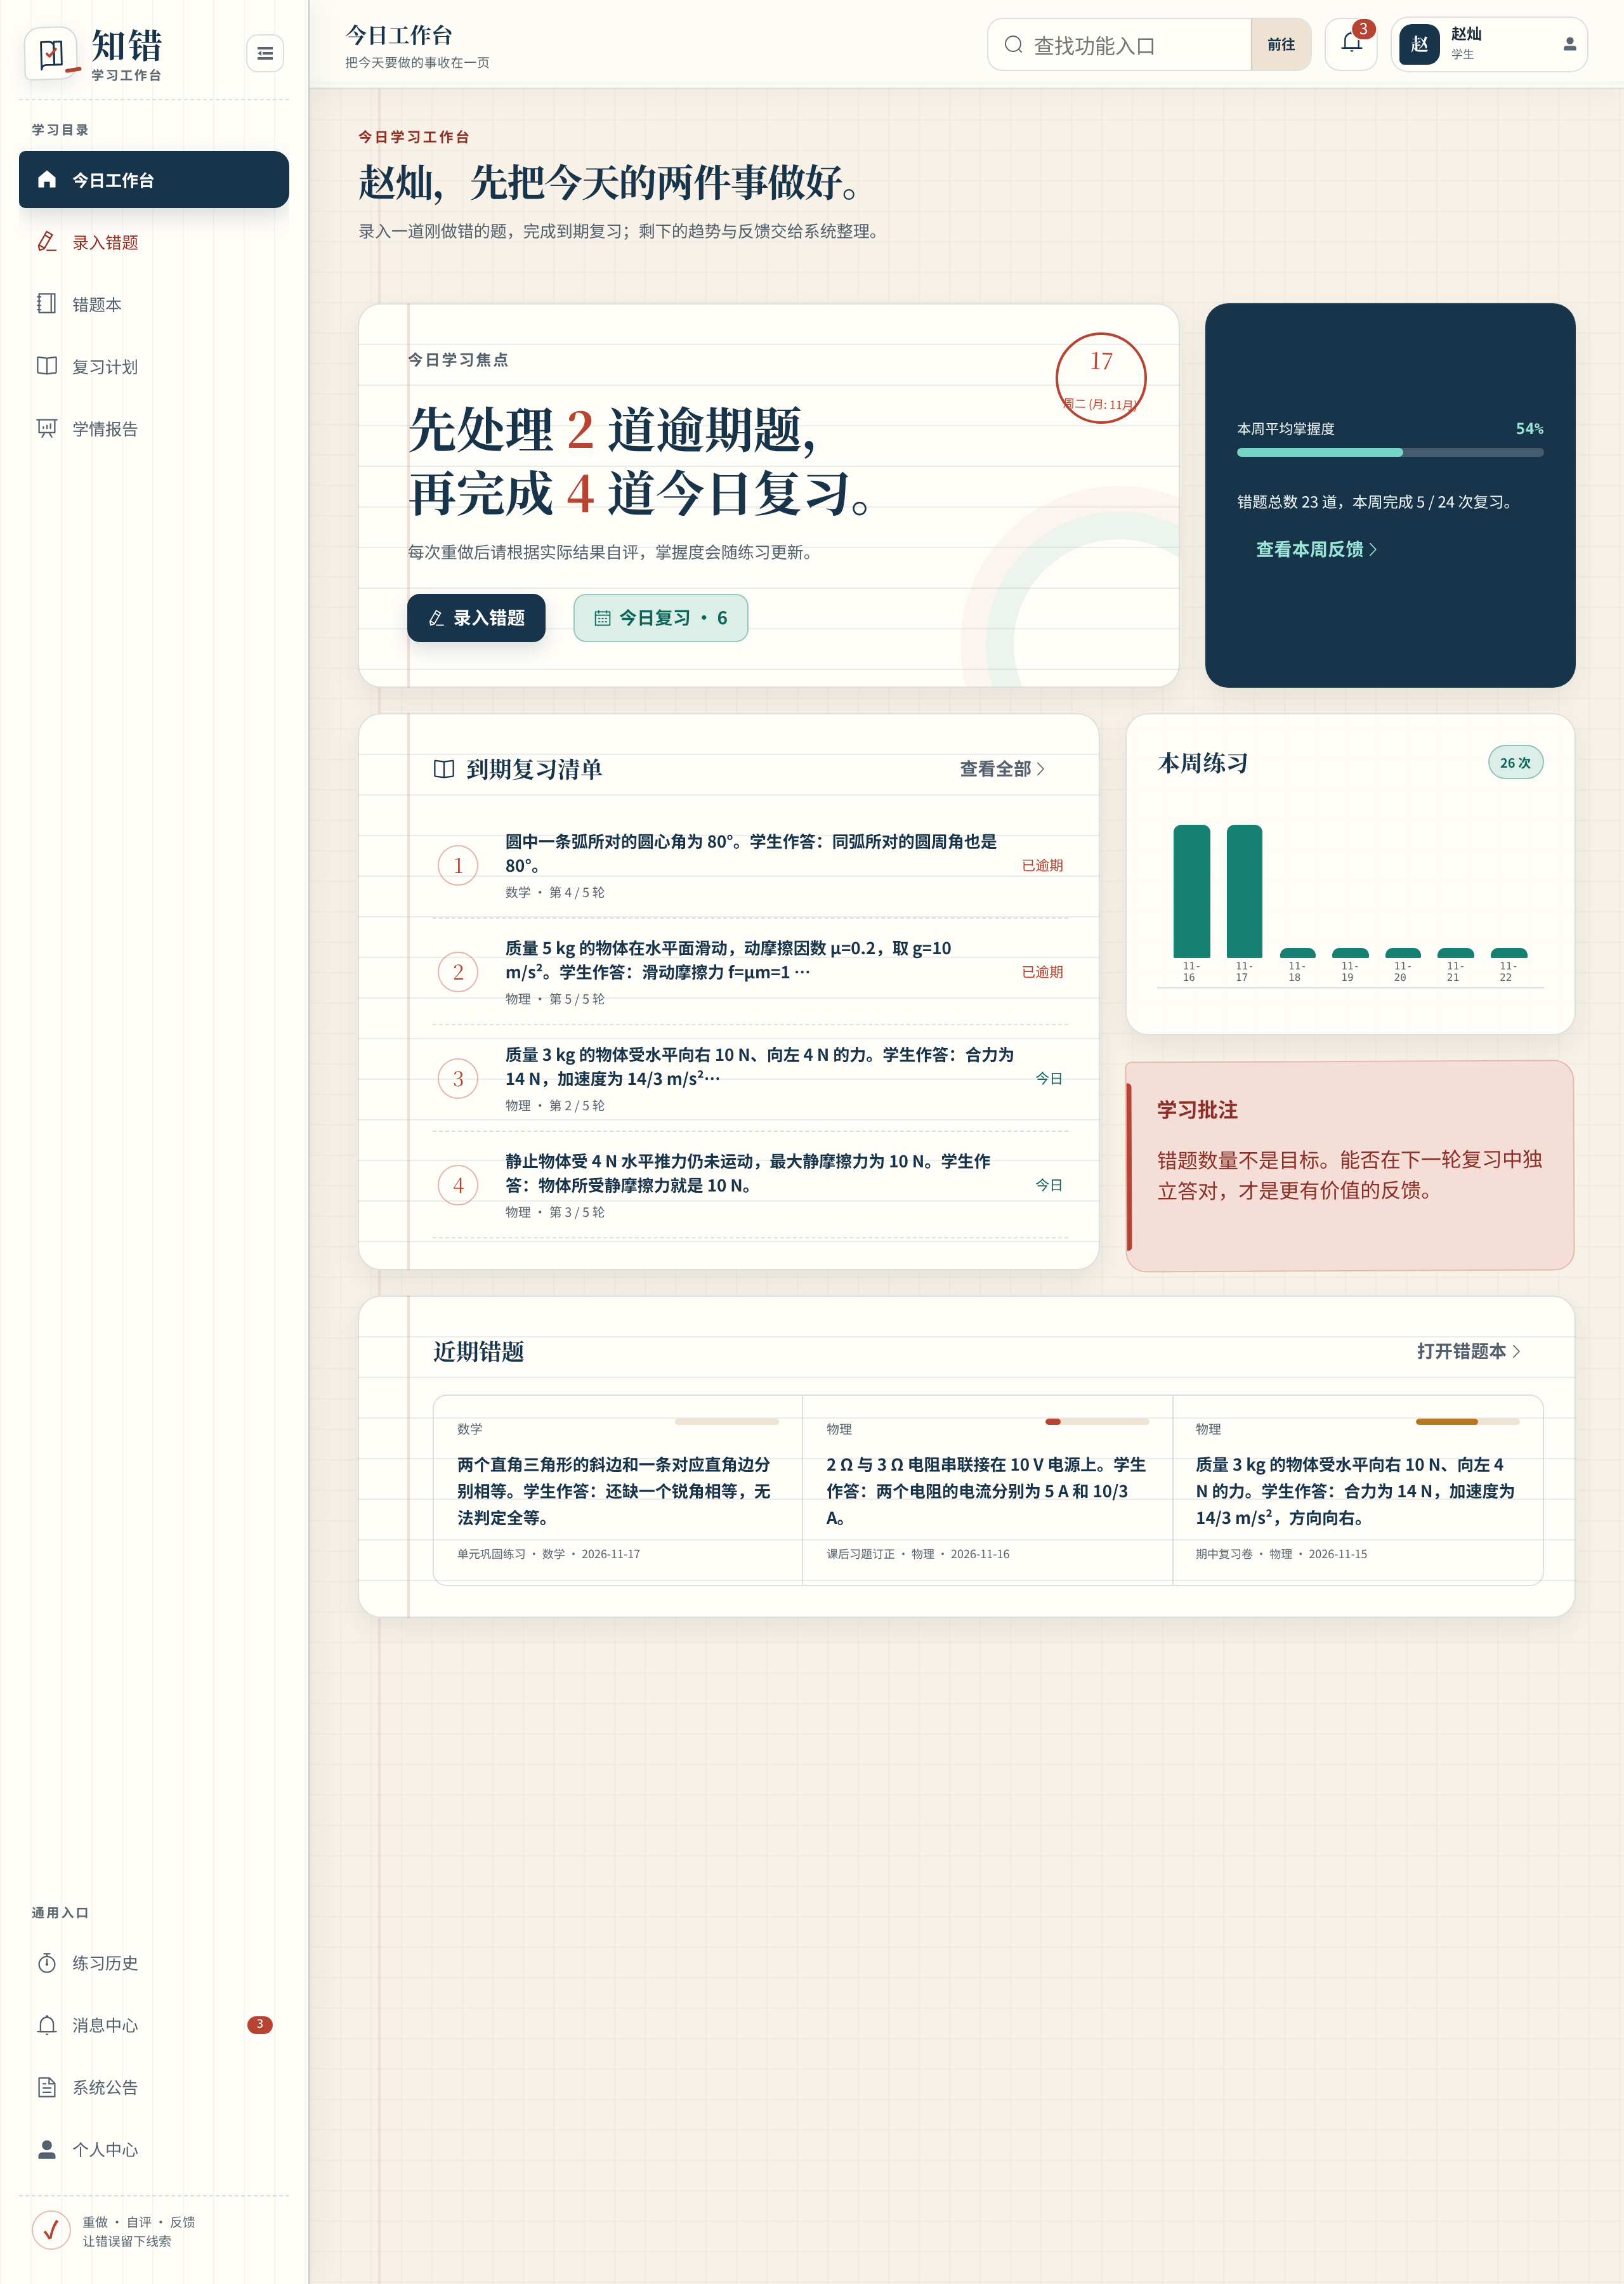 知错
学习工作台
学习目录
今日工作台
录入错题
错题本
复习计划
学情报告
通用入口
练习历史
消息中心
3
系统公告
个人中心
重做 · 自评 · 反馈
让错误留下线索
今日工作台
把今天要做的事收在一页
查找功能入口
前往
3
赵
赵灿
学生
今日学习工作台
赵灿，先把今天的两件事做好。
录入一道刚做错的题，完成到期复习；剩下的趋势与反馈交给系统整理。
今日学习焦点
17
周二 (月: 11月)
先处理 2 道逾期题，
再完成 4 道今日复习。
每次重做后请根据实际结果自评，掌握度会随练习更新。
录入错题
今日复习 · 6
本周平均掌握度
54%
错题总数 23 道，本周完成 5 / 24 次复习。
查看本周反馈
到期复习清单
查看全部
1
圆中一条弧所对的圆心角为 80°。学生作答：同弧所对的圆周角也是
80°。
数学 · 第 4 / 5 轮
已逾期
2
质量 5 kg 的物体在水平面滑动，动摩擦因数 μ=0.2，取 g=10
m/s²。学生作答：滑动摩擦力 f=μm=1 …
物理 · 第 5 / 5 轮
已逾期
3
质量 3 kg 的物体受水平向右 10 N、向左 4 N 的力。学生作答：合力为
14 N，加速度为 14/3 m/s²…
物理 · 第 2 / 5 轮
今日
4
静止物体受 4 N 水平推力仍未运动，最大静摩擦力为 10 N。学生作
答：物体所受静摩擦力就是 10 N。
物理 · 第 3 / 5 轮
今日
本周练习
26 次
11-
16
11-
17
11-
18
11-
19
11-
20
11-
21
11-
22
学习批注
错题数量不是目标。能否在下一轮复习中独
立答对，才是更有价值的反馈。
近期错题
打开错题本
数学
两个直角三角形的斜边和一条对应直角边分
别相等。学生作答：还缺一个锐角相等，无
法判定全等。
单元巩固练习 · 数学 · 2026-11-17
物理
2 Ω 与 3 Ω 电阻串联接在 10 V 电源上。学生
作答：两个电阻的电流分别为 5 A 和 10/3
A。
课后习题订正 · 物理 · 2026-11-16
物理
质量 3 kg 的物体受水平向右 10 N、向左 4
N 的力。学生作答：合力为 14 N，加速度为
14/3 m/s²，方向向右。
期中复习卷 · 物理 · 2026-11-15